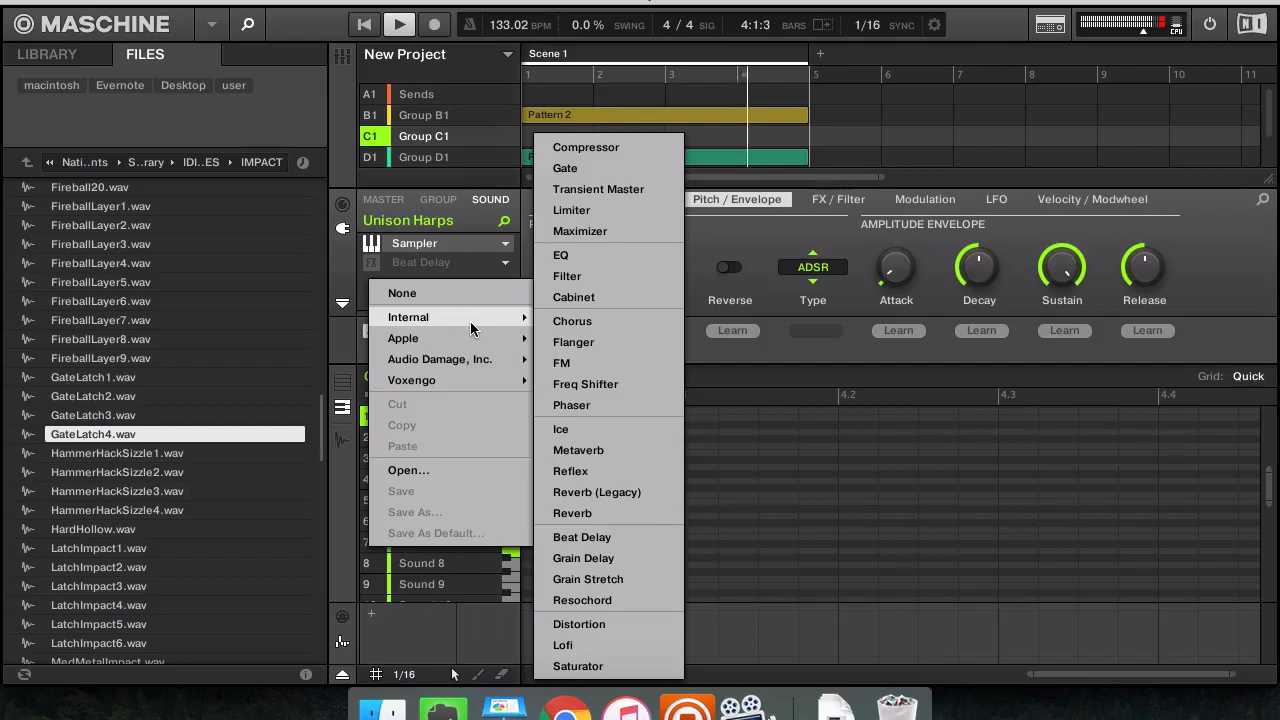 MASCHINE
133.02 BPM
0.0 % SWING
4 / 4 SIG
4:1:3 BARS
1/16 SYNC
CPU
LIBRARY
FILES
macintosh
Evernote
Desktop
user
Nati..nts
S..rary
IDI..ES
IMPACT
Fireball20.wav
FireballLayer1.wav
FireballLayer2.wav
FireballLayer3.wav
FireballLayer4.wav
FireballLayer5.wav
FireballLayer6.wav
FireballLayer7.wav
FireballLayer8.wav
FireballLayer9.wav
GateLatch1.wav
GateLatch2.wav
GateLatch3.wav
GateLatch4.wav
HammerHackSizzle1.wav
HammerHackSizzle2.wav
HammerHackSizzle3.wav
HammerHackSizzle4.wav
HardHollow.wav
LatchImpact1.wav
LatchImpact2.wav
LatchImpact3.wav
LatchImpact4.wav
LatchImpact5.wav
LatchImpact6.wav
MedMetalImpact.wav
New Project
Scene 1
1 2 3 4 5 6 7 8 9 10 11
A1 Sends
B1 Group B1
Pattern 2
C1 Group C1
D1 Group D1
MASTER
GROUP
SOUND
Unison Harps
Sampler
FX Beat Delay
Pitch / Envelope
FX / Filter
Modulation
LFO
Velocity / Modwheel
AMPLITUDE ENVELOPE
ADSR
Reverse
Type
Attack
Decay
Sustain
Release
Learn
Learn
Learn
Learn
Learn
None
Internal
Apple
Audio Damage, Inc.
Voxengo
Cut
Copy
Paste
Open...
Save
Save As...
Save As Default...
Compressor
Gate
Transient Master
Limiter
Maximizer
EQ
Filter
Cabinet
Chorus
Flanger
FM
Freq Shifter
Phaser
Ice
Metaverb
Reflex
Reverb (Legacy)
Reverb
Beat Delay
Grain Delay
Grain Stretch
Resochord
Distortion
Lofi
Saturator
Grid: Quick
4.2
4.3
4.4
8 Sound 8
9 Sound 9
1/16